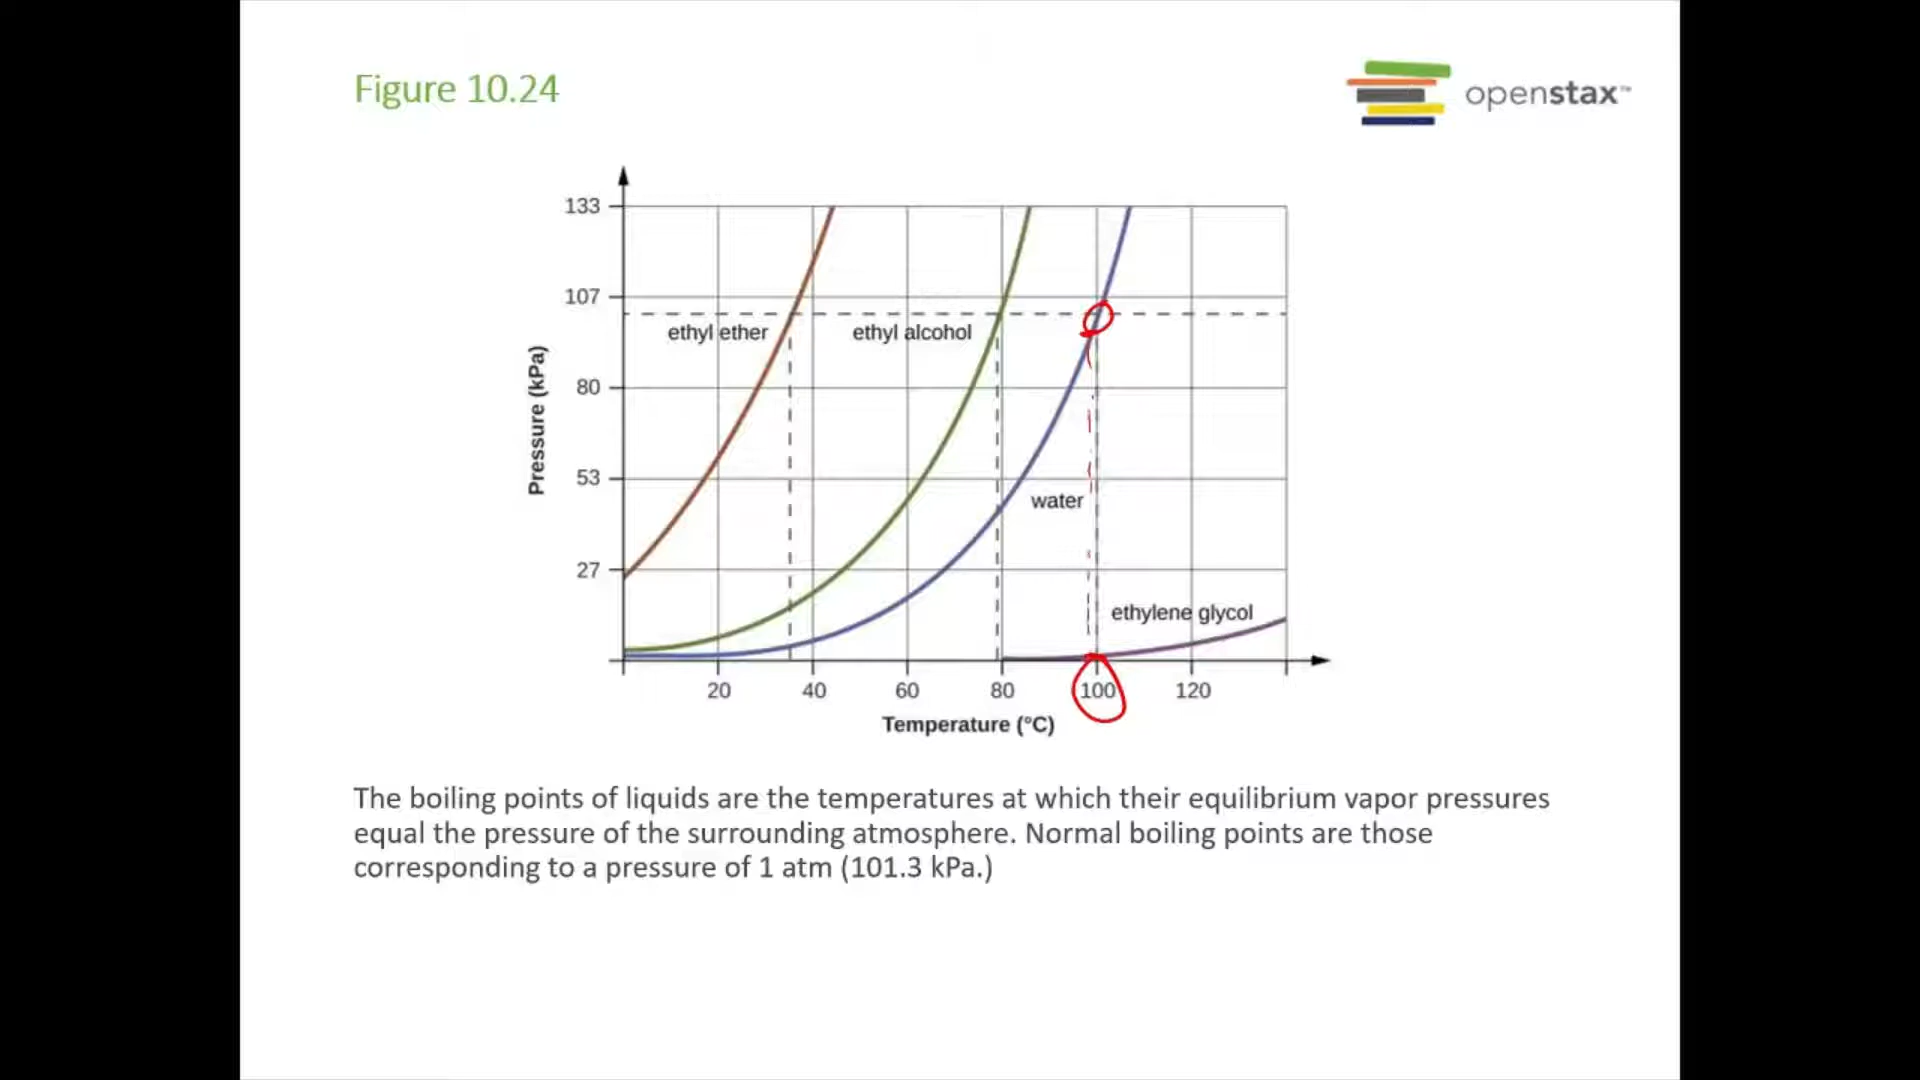 Figure 10.24
openstax™
133
107
ethyl ether
ethyl alcohol
80
Pressure (kPa)
53
water
27
ethylene glycol
20 40 60 80 100 120
Temperature (°C)
The boiling points of liquids are the temperatures at which their equilibrium vapor pressures
equal the pressure of the surrounding atmosphere. Normal boiling points are those
corresponding to a pressure of 1 atm (101.3 kPa.)